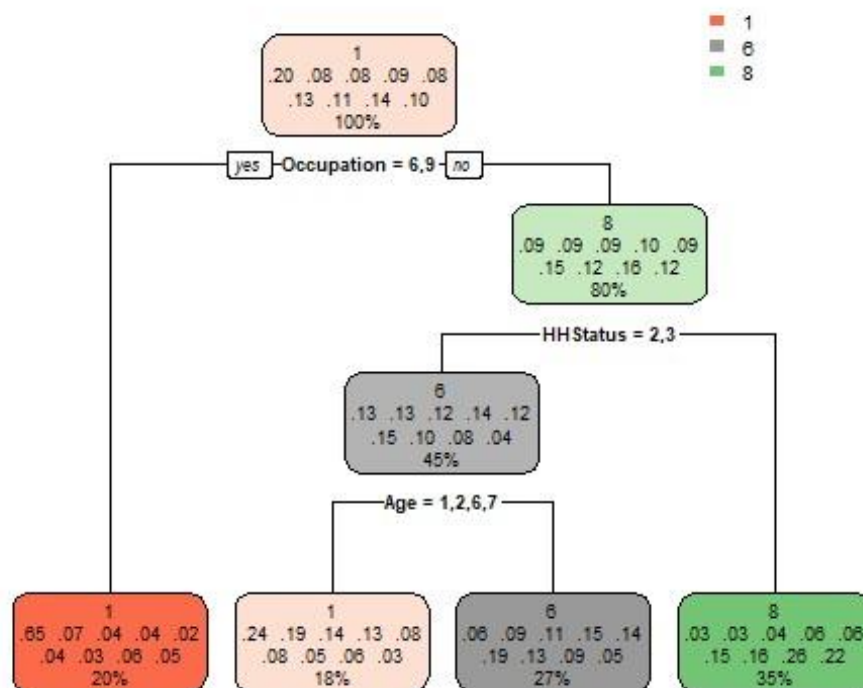 1
6
8
1
.20 .08 .08 .09 .08
.13 .11 .14 .10
100%
yes Occupation = 6,9 no
8
.09 .09 .09 .10 .09
.15 .12 .16 .12
80%
HHStatus = 2,3
6
.13 .13 .12 .14 .12
.15 .10 .08 .04
45%
Age = 1,2,6,7
1
.65 .07 .04 .04 .02
.04 .03 .06 .05
20%
1
.24 .19 .14 .13 .08
.08 .05 .06 .03
18%
6
.06 .09 .11 .15 .14
.19 .13 .09 .05
27%
8
.03 .03 .04 .06 .06
.15 .16 .26 .22
35%